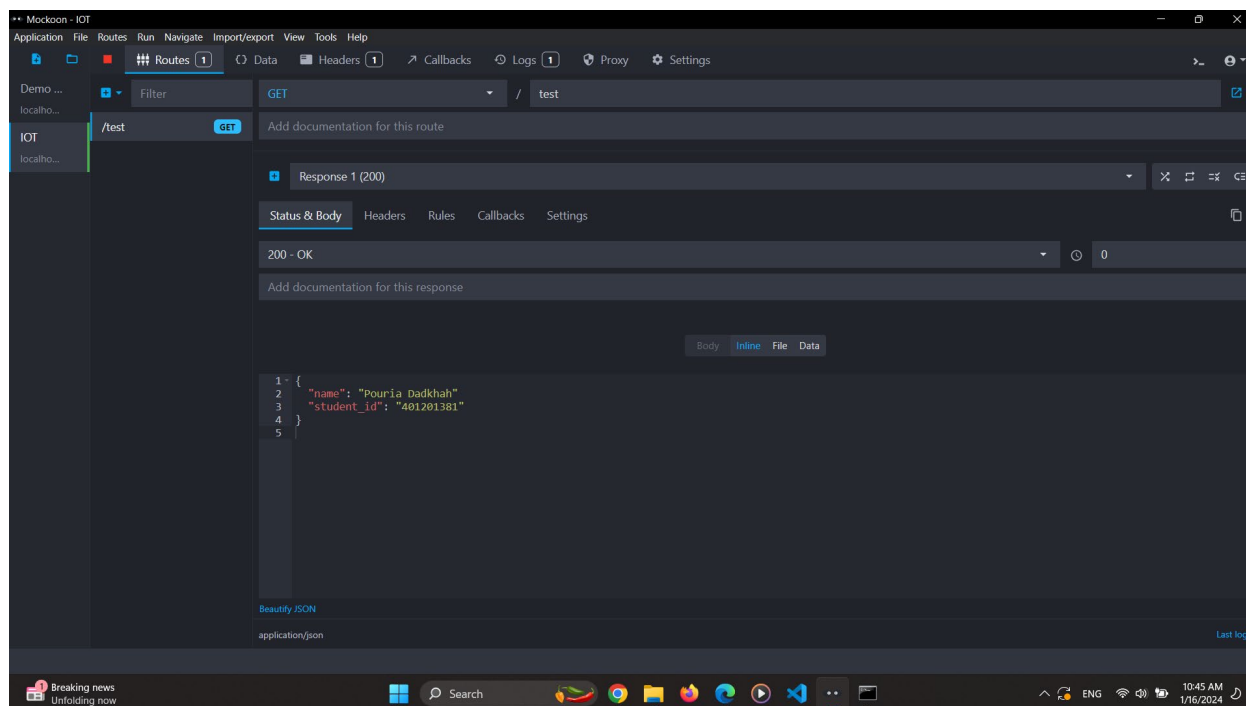 Mockoon - IOT
Application File Routes Run Navigate Import/export View Tools Help
Routes 1 Data Headers 1 Callbacks Logs 1 Proxy Settings
Demo ...
localho...
IOT
localho...
Filter
/test GET
GET / test
Add documentation for this route
Response 1 (200)
Status & Body Headers Rules Callbacks Settings
200 - OK 0
Add documentation for this response
Body Inline File Data
1 {
2 "name": "Pouria Dadkhah"
3 "student_id": "401201381"
4 }
5
Beautify JSON
application/json Last log
1 Breaking news
Unfolding now
Search
ENG
10:45 AM
1/16/2024